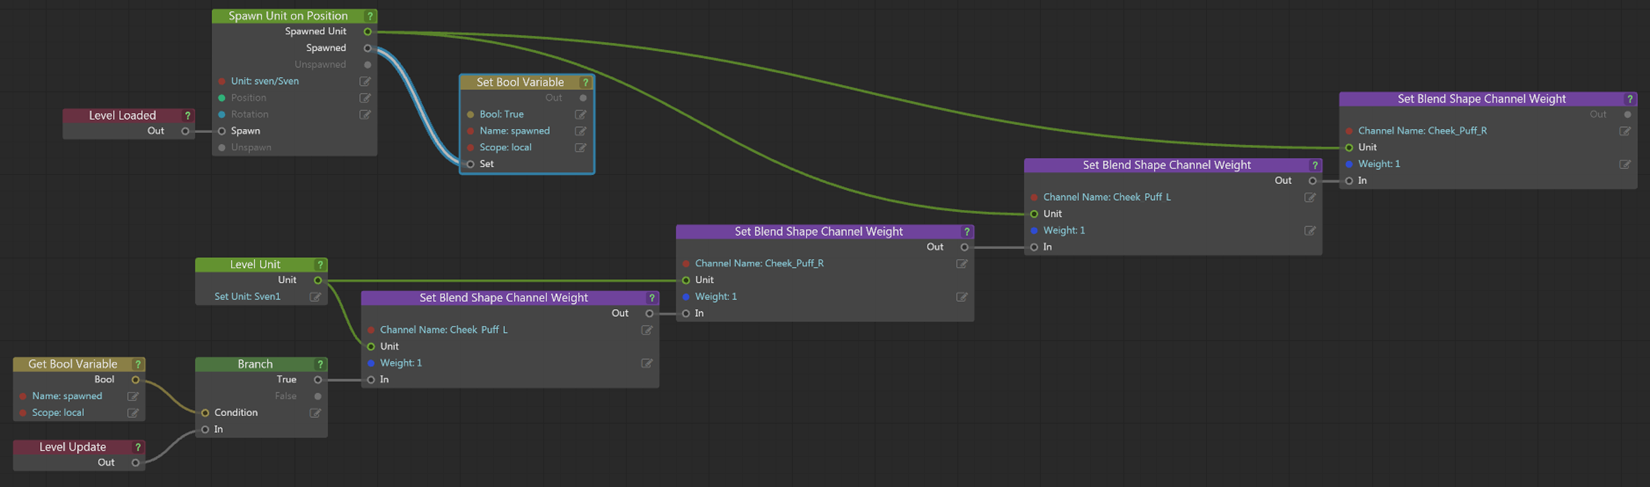 Spawn Unit on Position ?
Spawned Unit
Spawned
Unspawned
Unit: sven/Sven
Position
Rotation
Spawn
Unspawn
Level Loaded ?
Out
Set Bool Variable ?
Out
Bool: True
Name: spawned
Scope: local
Set
Set Blend Shape Channel Weight ?
Out
Channel Name: Cheek_Puff_R
Unit
Weight: 1
In
Set Blend Shape Channel Weight ?
Out
Channel Name: Cheek_Puff_L
Unit
Weight: 1
In
Set Blend Shape Channel Weight ?
Out
Channel Name: Cheek_Puff_R
Unit
Weight: 1
In
Level Unit ?
Unit
Set Unit: Sven1
Set Blend Shape Channel Weight ?
Out
Channel Name: Cheek_Puff_L
Unit
Weight: 1
In
Get Bool Variable ?
Bool
Name: spawned
Scope: local
Branch ?
True
False
Condition
In
Level Update ?
Out